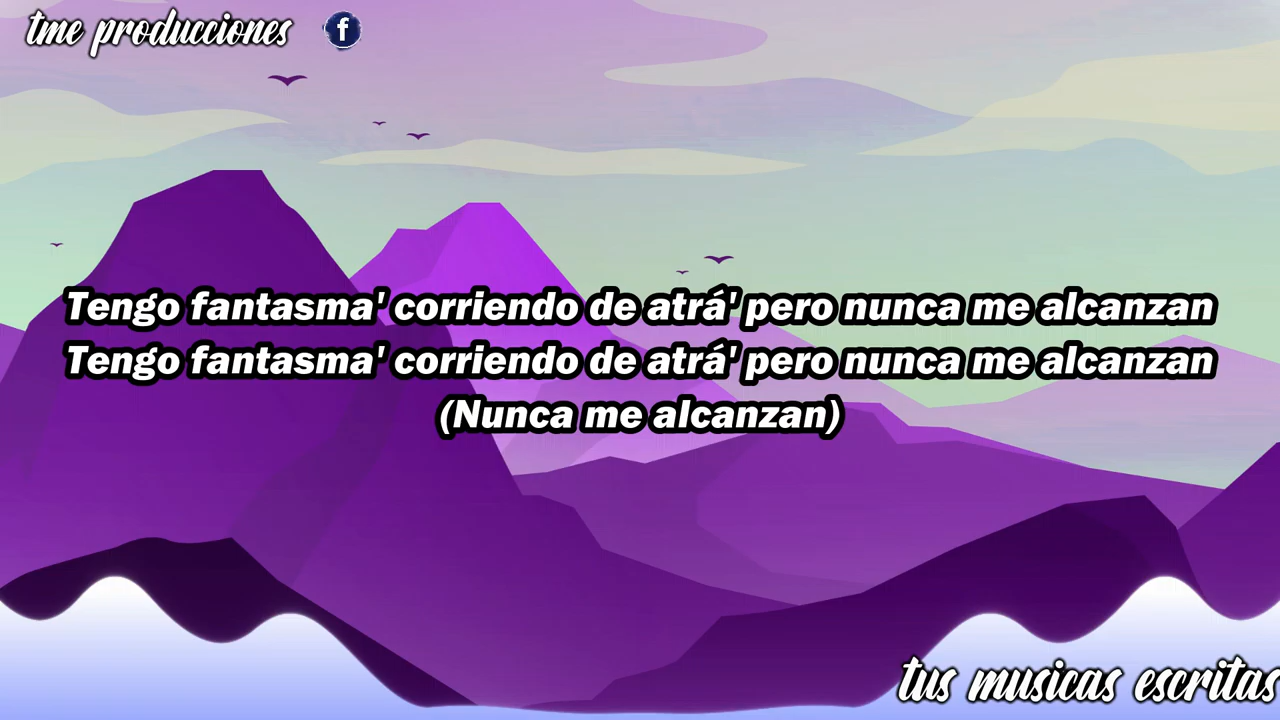 tme producciones f
Tengo fantasma' corriendo de atrá' pero nunca me alcanzan
Tengo fantasma' corriendo de atrá' pero nunca me alcanzan
(Nunca me alcanzan)
tus musicas escritas